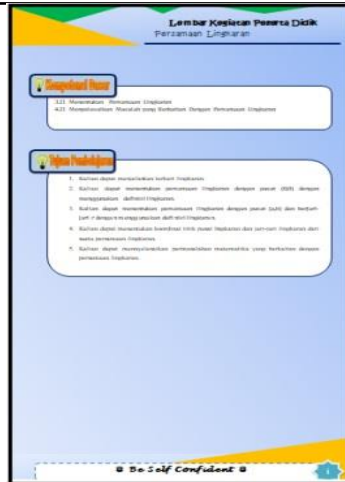 Lembar Kegiatan Peserta Didik
Persamaan Lingkaran
Kompetensi Dasar
3.21 Menentukan Persamaan Lingkaran
4.21 Menyelesaikan Masalah yang Berkaitan Dengan Persamaan Lingkaran
Tujuan Pembelajaran
1. Kalian dapat menjelaskan definisi lingkaran.
2. Kalian dapat menentukan persamaan lingkaran dengan pusat (0,0) dengan
menggunakan definisi lingkaran.
3. Kalian dapat menentukan persamaan lingkaran dengan pusat (a,b) dan berjari-
jari r dengan menggunakan definisi lingkaran.
4. Kalian dapat menentukan koordinat titik pusat lingkaran dan jari-jari lingkaran dari
suatu persamaan lingkaran.
5. Kalian dapat menyelesaikan permasalahan matematika yang berkaitan dengan
persamaan lingkaran.
Be Self Confident